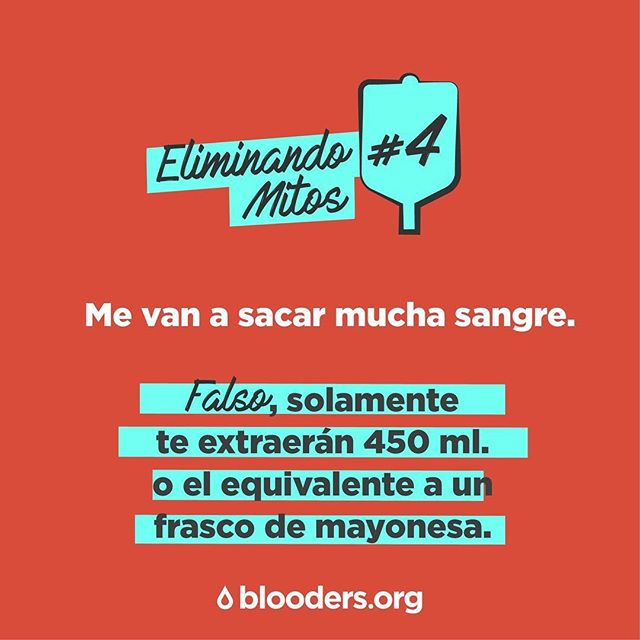 Eliminando
Mitos
#4
Me van a sacar mucha sangre.
Falso, solamente
te extraerán 450 ml.
o el equivalente a un
frasco de mayonesa.
blooders.org